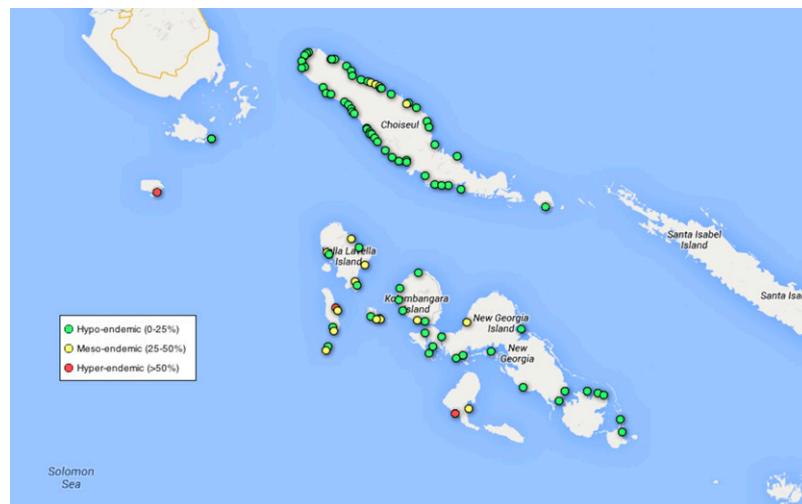 Choiseul
Santa Isabel
Island
Santa Isa
Vella Lavella
Island
Kolombangara
Island
New Georgia
Island
New
Georgia
Hypo-endemic (0-25%)
Meso-endemic (25-50%)
Hyper-endemic (>50%)
Solomon
Sea